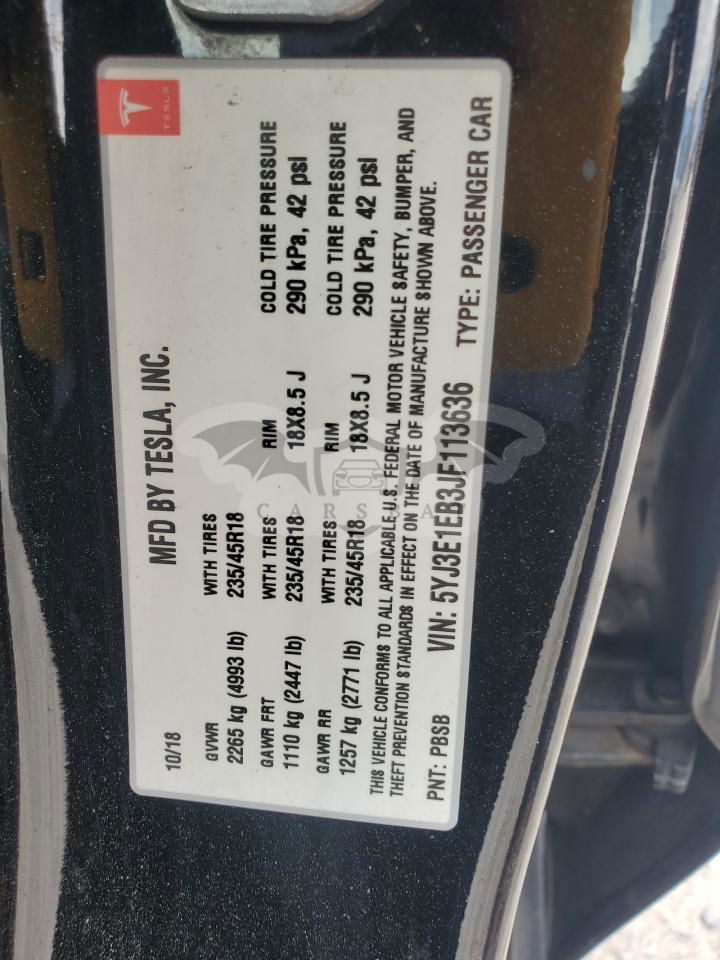 TESLA
MFD BY TESLA, INC.
10/18
GVWR WITH TIRES
2265 kg (4993 lb) 235/45R18
GAWR FRT WITH TIRES RIM COLD TIRE PRESSURE
1110 kg (2447 lb) 235/45R18 18X8.5 J 290 kPa, 42 psi
GAWR RR WITH TIRES RIM COLD TIRE PRESSURE
1257 kg (2771 lb) 235/45R18 18X8.5 J 290 kPa, 42 psi
THIS VEHICLE CONFORMS TO ALL APPLICABLE U.S. FEDERAL MOTOR VEHICLE SAFETY, BUMPER, AND
THEFT PREVENTION STANDARDS IN EFFECT ON THE DATE OF MANUFACTURE SHOWN ABOVE.
PNT: PBSB VIN: 5YJ3E1EB3JF113636 TYPE: PASSENGER CAR
CARSBAT